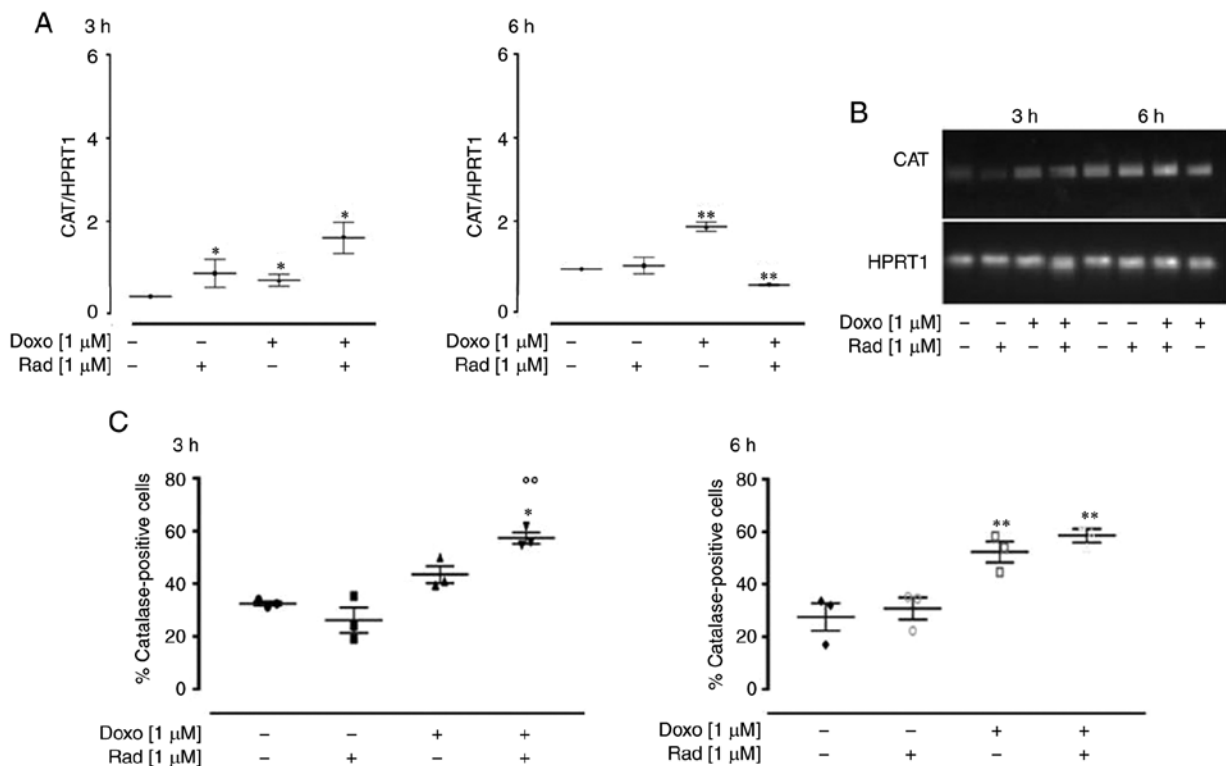 A
3 h
6
4
2
0
CAT/HPRT1
* * *
Doxo [1 µM] – – + +
Rad [1 µM] – + – +
6 h
6
4
2
0
CAT/HPRT1
** **
Doxo [1 µM] – – + +
Rad [1 µM] – + – +
B
3 h 6 h
CAT
HPRT1
Doxo [1 µM] – – + + – – + +
Rad [1 µM] – + – + – + + –
C
3 h
80
60
40
20
0
% Catalase-positive cells
°°
*
Doxo [1 µM] – – + +
Rad [1 µM] – + – +
6 h
80
60
40
20
0
% Catalase-positive cells
** **
Doxo [1 µM] – – + +
Rad [1 µM] – + – +